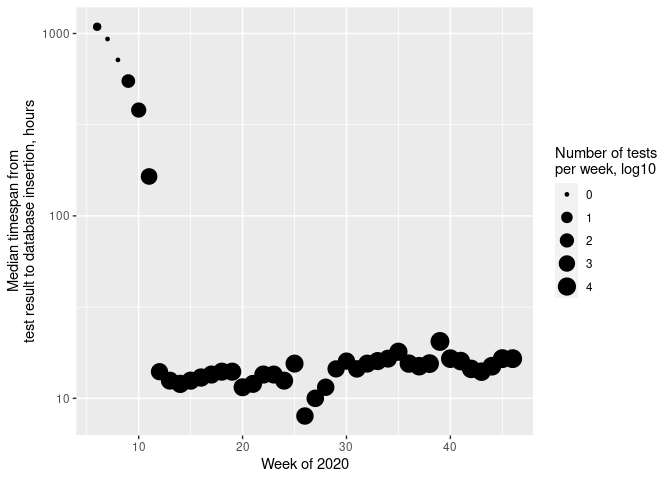 Median timespan from
test result to database insertion, hours
1000
100
10
10
20
30
40
Week of 2020
Number of tests
per week, log10
0
1
2
3
4